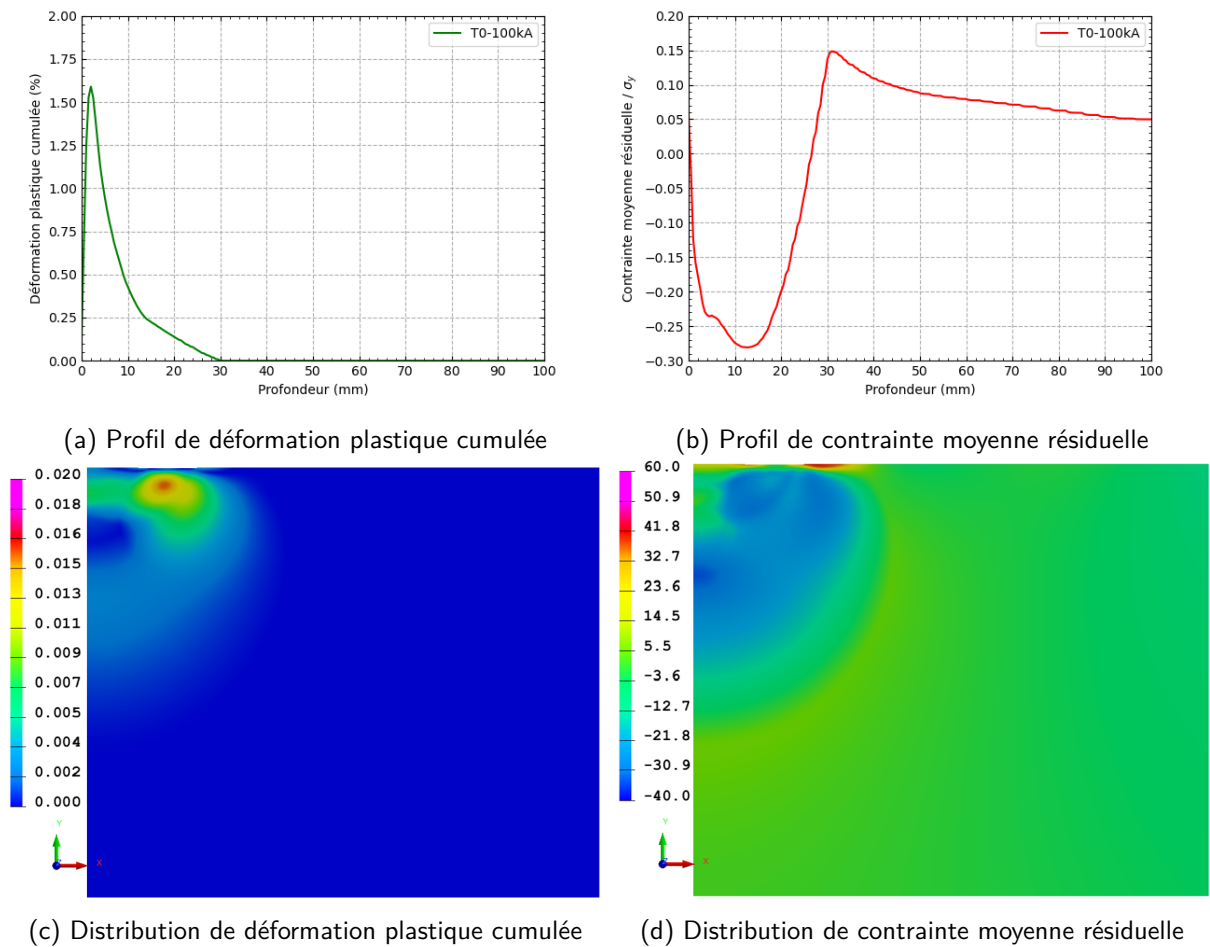 2.00
1.75
1.50
1.25
1.00
0.75
0.50
0.25
0.00
Déformation plastique cumulée (%)
T0-100kA
0 10 20 30 40 50 60 70 80 90 100
Profondeur (mm)
0.20
0.15
0.10
0.05
0.00
−0.05
−0.10
−0.15
−0.20
−0.25
−0.30
Contrainte moyenne résiduelle / σy
T0-100kA
0 10 20 30 40 50 60 70 80 90 100
Profondeur (mm)
(a) Profil de déformation plastique cumulée
(b) Profil de contrainte moyenne résiduelle
0.020
0.018
0.016
0.015
0.013
0.011
0.009
0.007
0.005
0.004
0.002
0.000
Y
Z
X
60.0
50.9
41.8
32.7
23.6
14.5
5.5
-3.6
-12.7
-21.8
-30.9
-40.0
Y
Z
X
(c) Distribution de déformation plastique cumulée
(d) Distribution de contrainte moyenne résiduelle